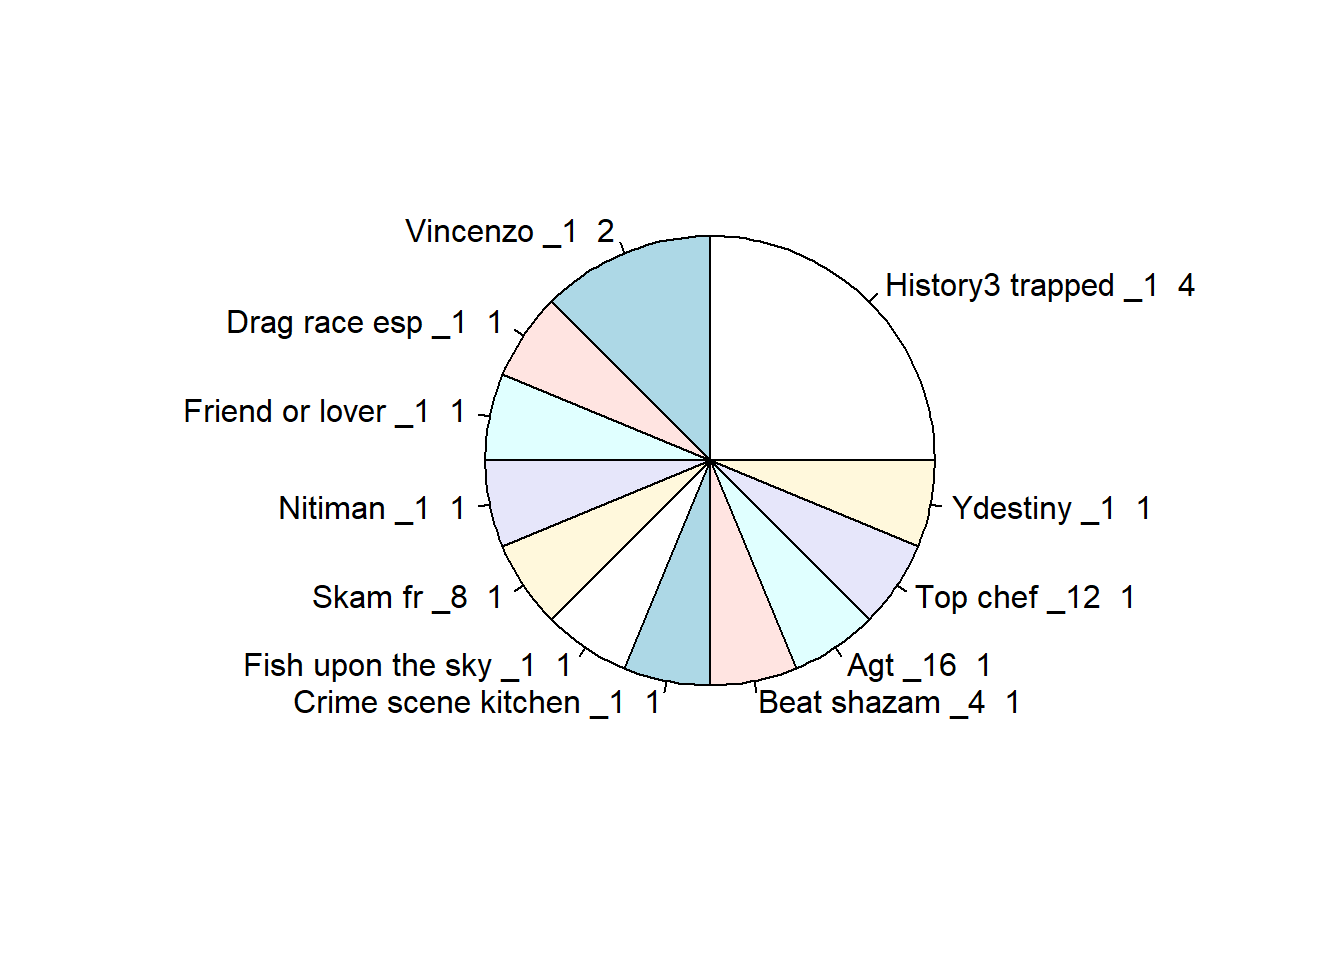 Vincenzo _1  2
History3 trapped _1  4
Drag race esp _1  1
Friend or lover _1  1
Nitiman _1  1
Ydestiny _1  1
Skam fr _8  1
Top chef _12  1
Fish upon the sky _1  1
Agt _16  1
Crime scene kitchen _1  1
Beat shazam _4  1